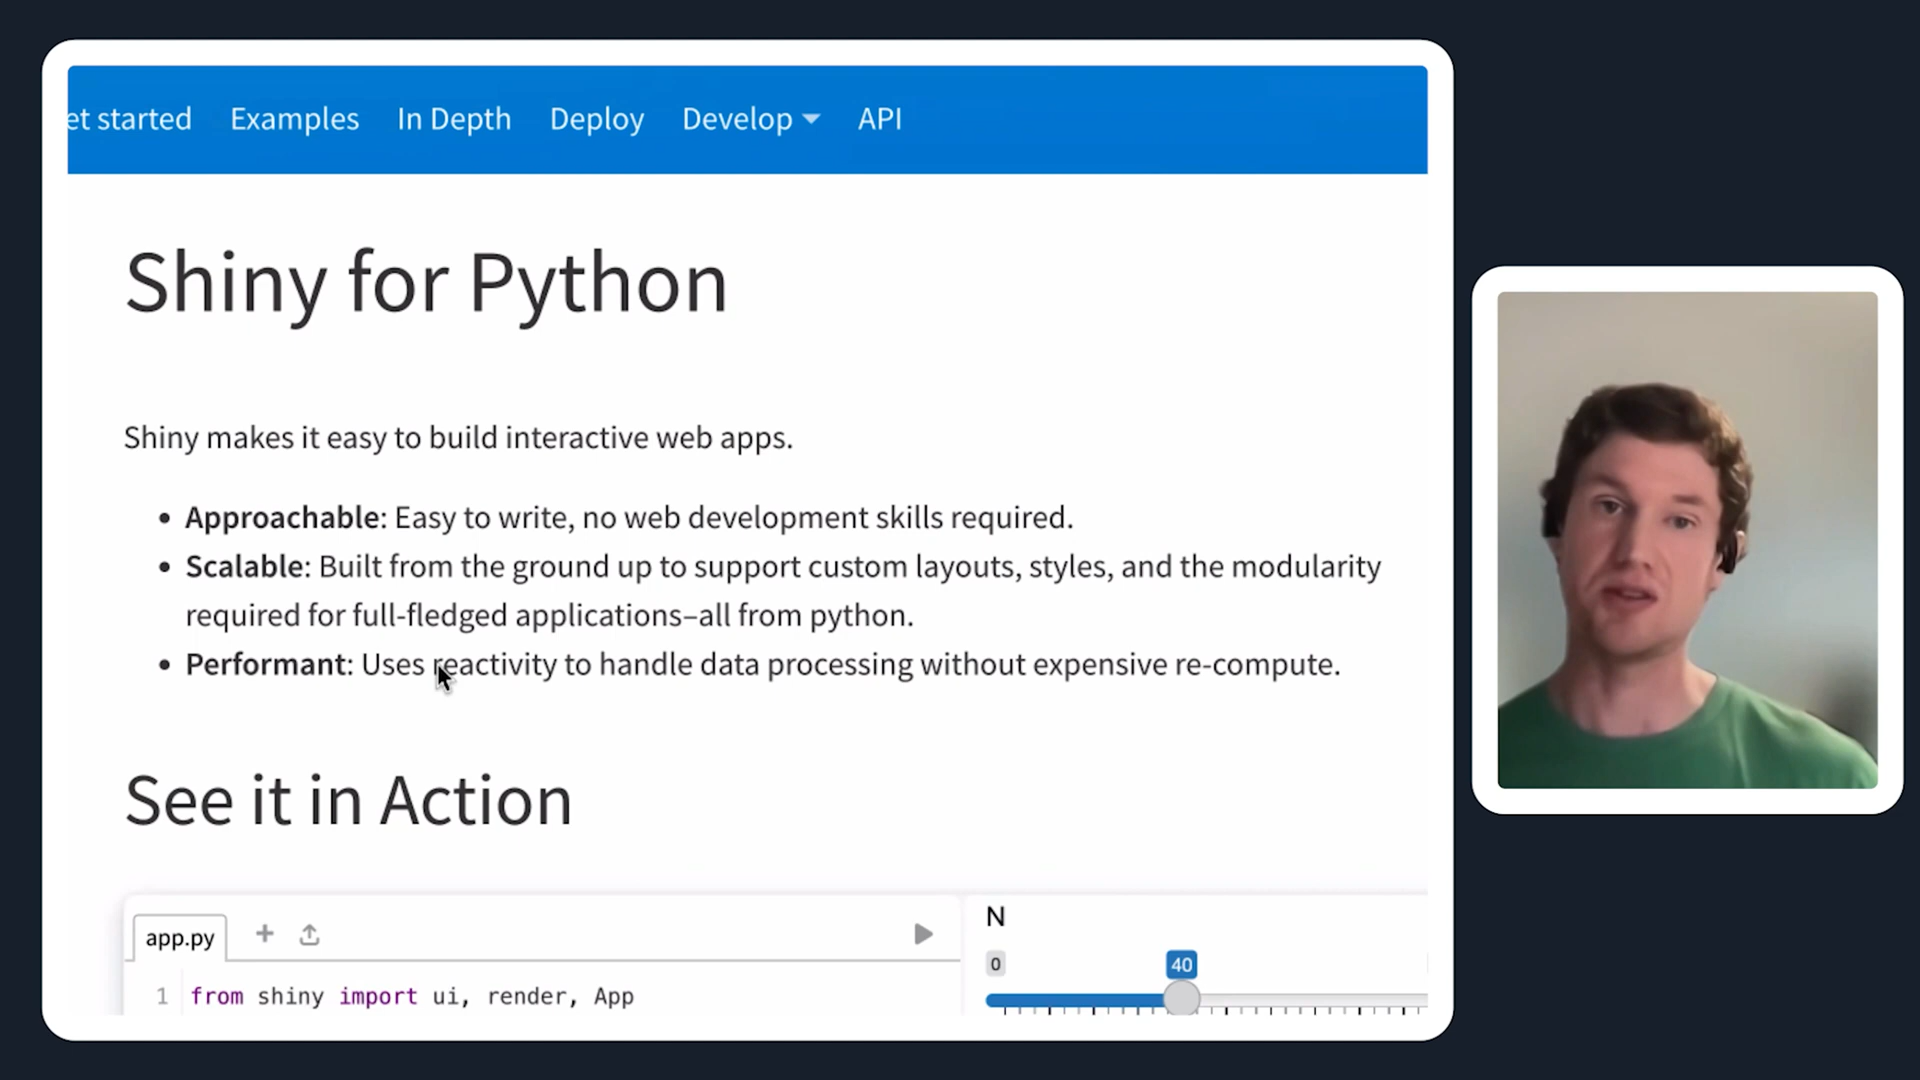 et started Examples In Depth Deploy Develop API
Shiny for Python
Shiny makes it easy to build interactive web apps.
• Approachable: Easy to write, no web development skills required.
• Scalable: Built from the ground up to support custom layouts, styles, and the modularity
required for full-fledged applications–all from python.
• Performant: Uses reactivity to handle data processing without expensive re-compute.
See it in Action
app.py
1 from shiny import ui, render, App
N
0 40